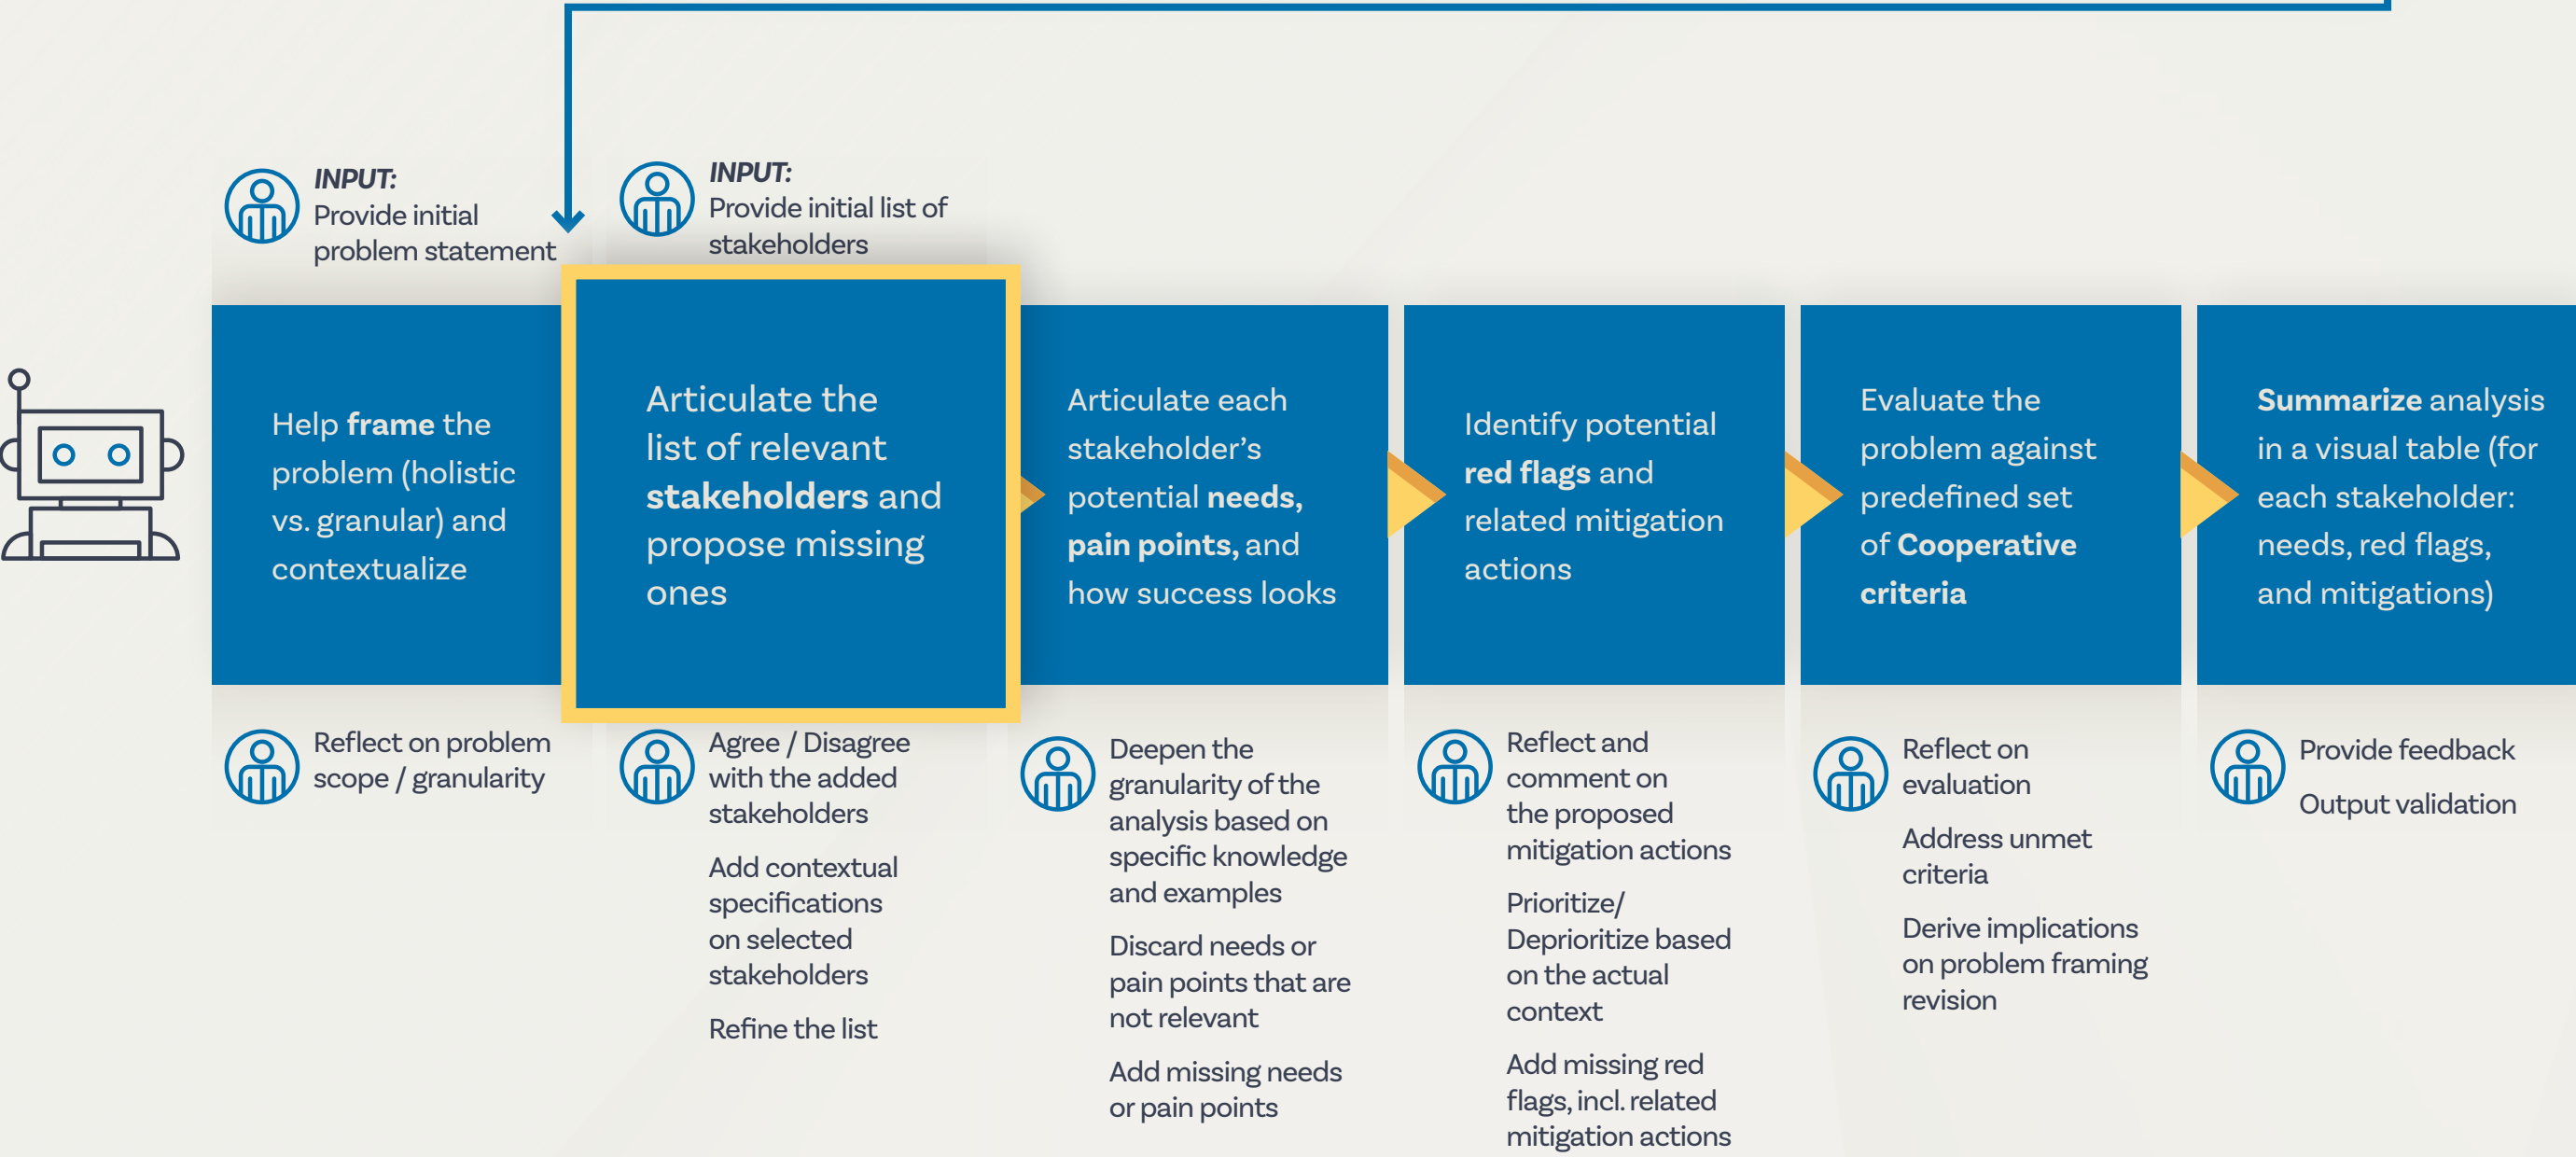 INPUT:
Provide initial
problem statement
INPUT:
Provide initial list of
stakeholders
Help frame the
problem (holistic
vs. granular) and
contextualize
Articulate the
list of relevant
stakeholders and
propose missing
ones
Articulate each
stakeholder’s
potential needs,
pain points, and
how success looks
Identify potential
red flags and
related mitigation
actions
Evaluate the
problem against
predefined set
of Cooperative
criteria
Summarize analysis
in a visual table (for
each stakeholder:
needs, red flags,
and mitigations)
Reflect on problem
scope / granularity
Agree / Disagree
with the added
stakeholders
Add contextual
specifications
on selected
stakeholders
Refine the list
Deepen the
granularity of the
analysis based on
specific knowledge
and examples
Discard needs or
pain points that are
not relevant
Add missing needs
or pain points
Reflect and
comment on
the proposed
mitigation actions
Prioritize/
Deprioritize based
on the actual
context
Add missing red
flags, incl. related
mitigation actions
Reflect on
evaluation
Address unmet
criteria
Derive implications
on problem framing
revision
Provide feedback
Output validation